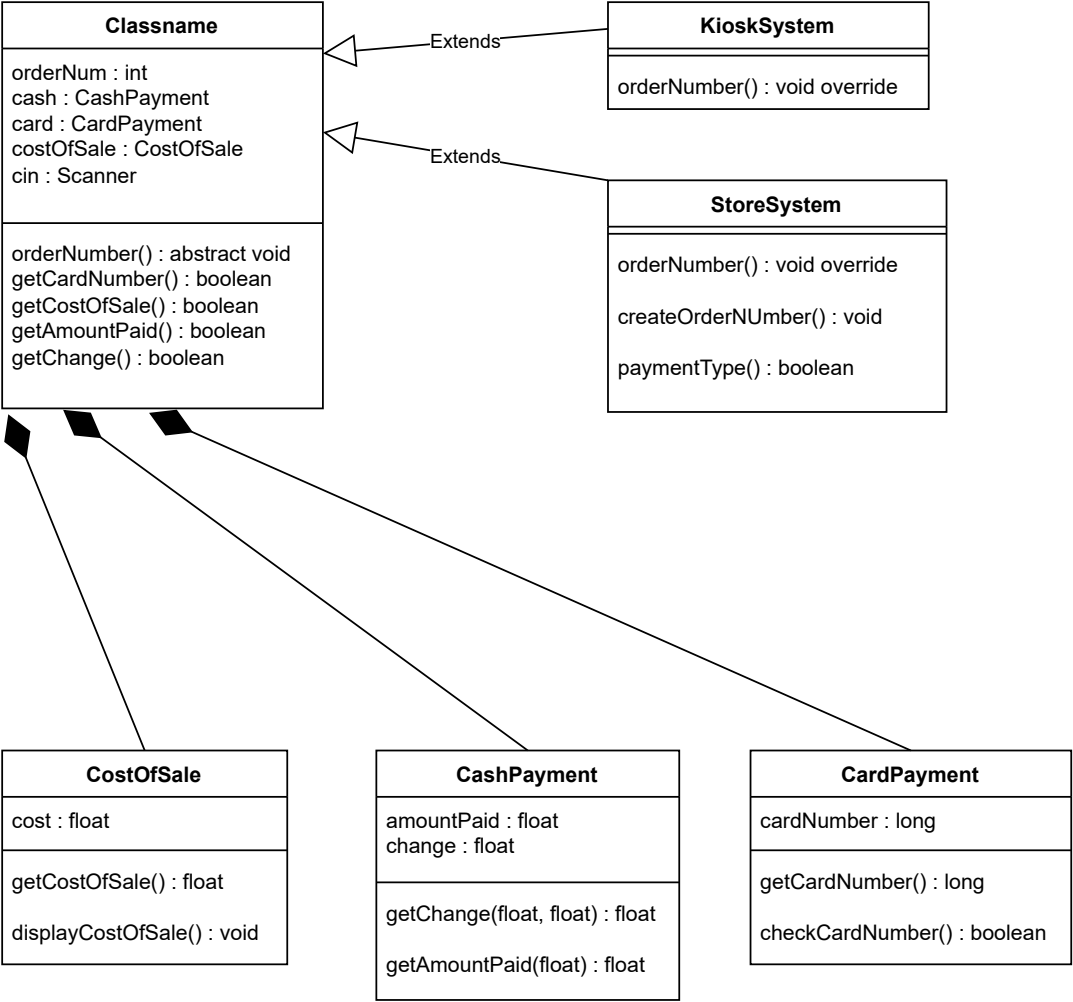 Classname
orderNum : int
cash : CashPayment
card : CardPayment
costOfSale : CostOfSale
cin : Scanner
orderNumber() : abstract void
getCardNumber() : boolean
getCostOfSale() : boolean
getAmountPaid() : boolean
getChange() : boolean
Extends
KioskSystem
orderNumber() : void override
Extends
StoreSystem
orderNumber() : void override
createOrderNUmber() : void
paymentType() : boolean
CostOfSale
cost : float
getCostOfSale() : float
displayCostOfSale() : void
CashPayment
amountPaid : float
change : float
getChange(float, float) : float
getAmountPaid(float) : float
CardPayment
cardNumber : long
getCardNumber() : long
checkCardNumber() : boolean